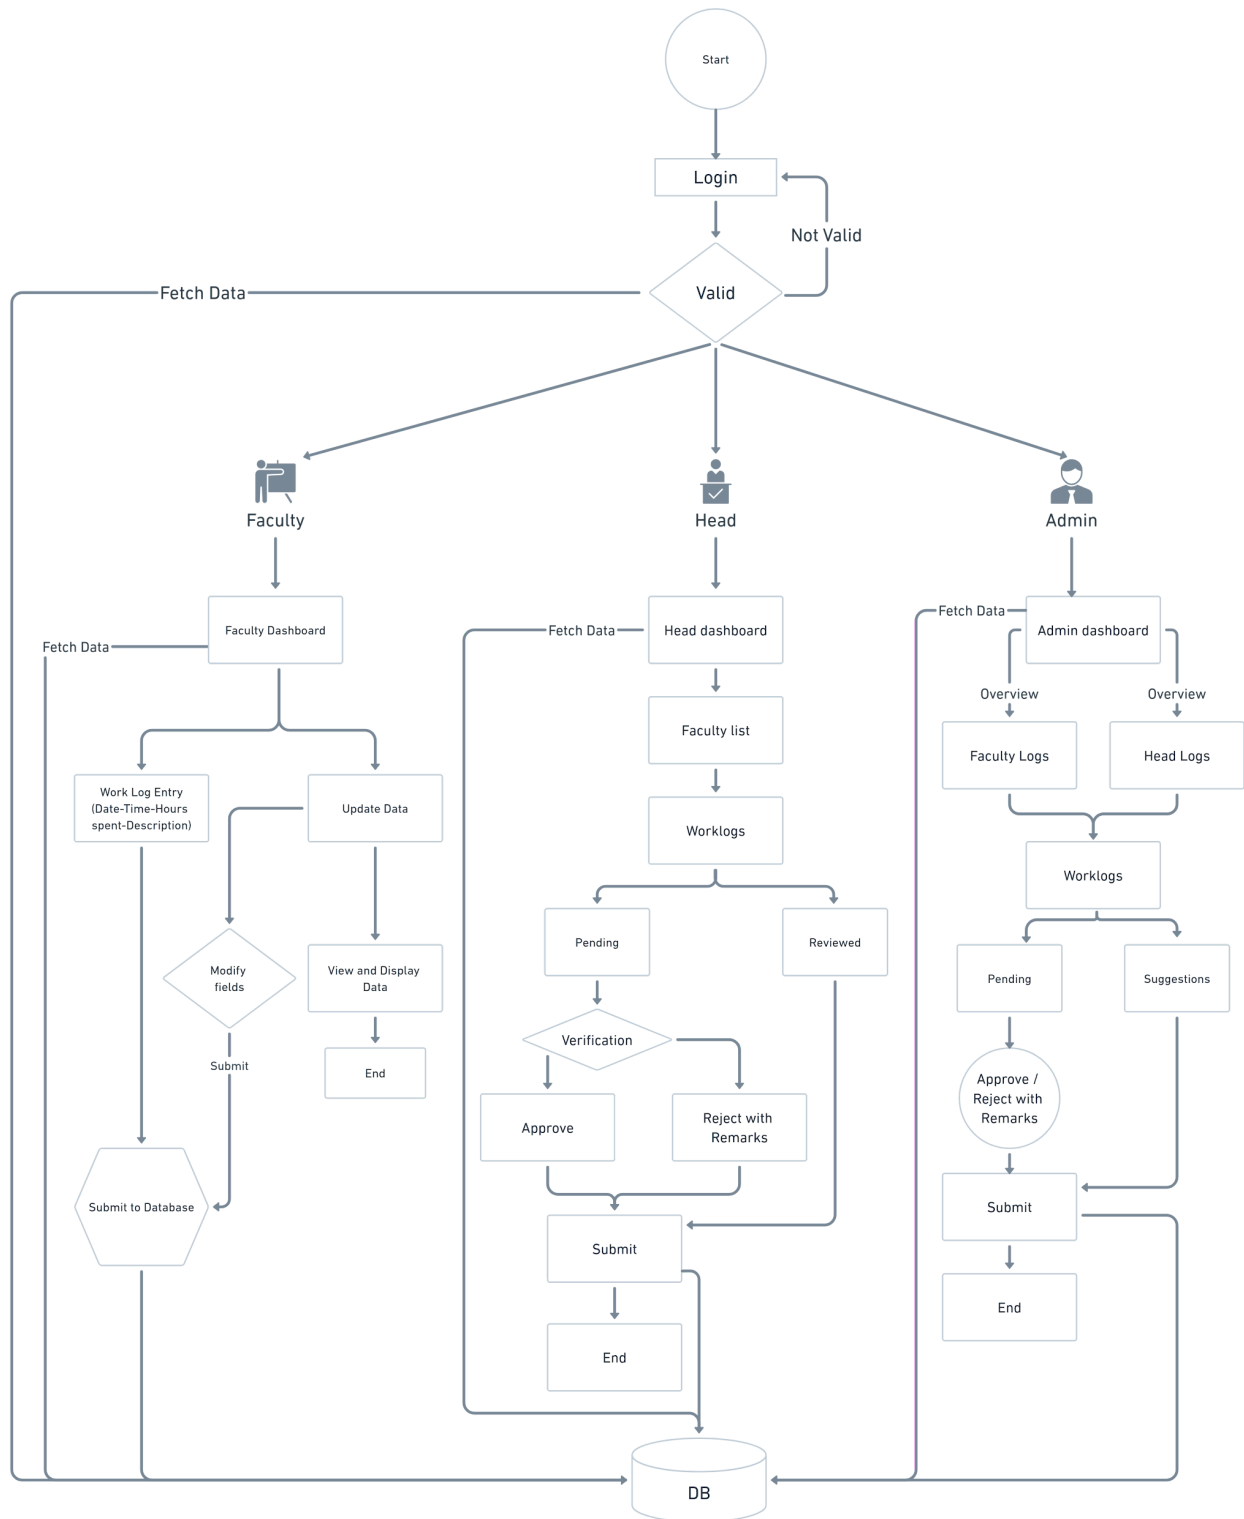 Start
Login
Not Valid
Fetch Data
Valid
Faculty
Head
Admin
Faculty Dashboard
Fetch Data
Fetch Data
Head dashboard
Fetch Data
Admin dashboard
Overview
Overview
Faculty list
Faculty Logs
Head Logs
Work Log Entry
(Date-Time-Hours
spent-Description)
Update Data
Worklogs
Worklogs
Pending
Reviewed
Modify
fields
View and Display
Data
Pending
Suggestions
Verification
Submit
End
Approve /
Reject with
Remarks
Approve
Reject with
Remarks
Submit to Database
Submit
Submit
End
End
DB